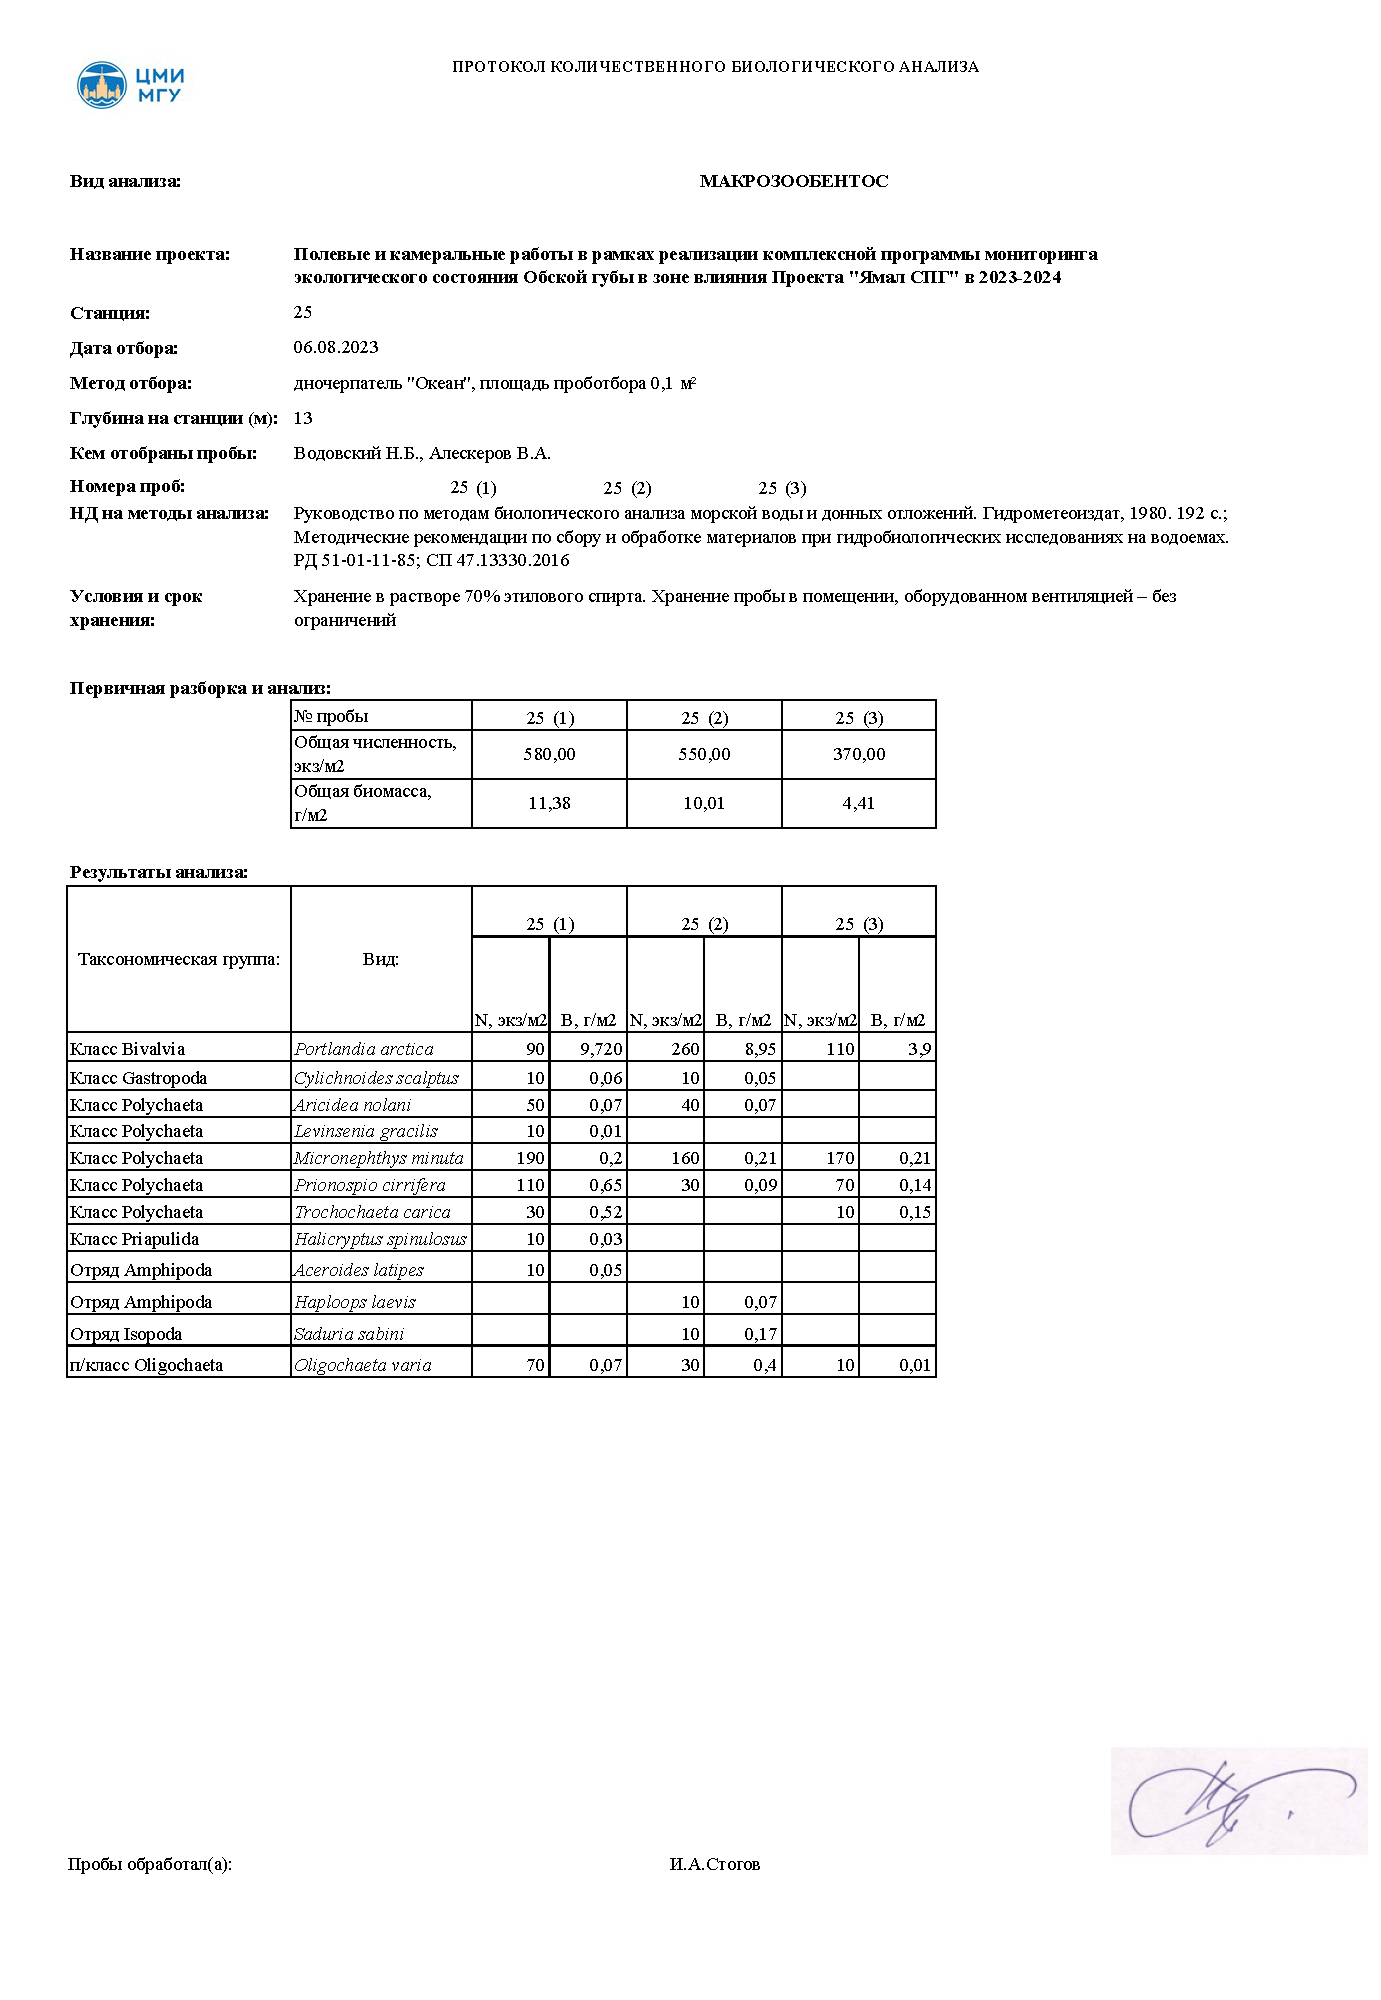 ЦМИ
МГУ
ПРОТОКОЛ КОЛИЧЕСТВЕННОГО БИОЛОГИЧЕСКОГО АНАЛИЗА
Вид анализа: МАКРОЗООБЕНТОС
Название проекта: Полевые и камеральные работы в рамках реализации комплексной программы мониторинга
экологического состояния Обской губы в зоне влияния Проекта "Ямал СПГ" в 2023-2024
Станция: 25
Дата отбора: 06.08.2023
Метод отбора: дночерпатель "Океан", площадь проботбора 0,1 м²
Глубина на станции (м): 13
Кем отобраны пробы: Водовский Н.Б., Алескеров В.А.
Номера проб: 25 (1) 25 (2) 25 (3)
НД на методы анализа: Руководство по методам биологического анализа морской воды и донных отложений. Гидрометеоиздат, 1980. 192 с.;
Методические рекомендации по сбору и обработке материалов при гидробиологических исследованиях на водоемах.
РД 51-01-11-85; СП 47.13330.2016
Условия и срок Хранение в растворе 70% этилового спирта. Хранение пробы в помещении, оборудованном вентиляцией – без
хранения: ограничений
Первичная разборка и анализ:
№ пробы 25 (1) 25 (2) 25 (3)
Общая численность,
экз/м2 580,00 550,00 370,00
Общая биомасса,
г/м2 11,38 10,01 4,41
Результаты анализа:
25 (1) 25 (2) 25 (3)
Таксономическая группа: Вид:
N, экз/м2 B, г/м2 N, экз/м2 B, г/м2 N, экз/м2 B, г/м2
Класс Bivalvia Portlandia arctica 90 9,720 260 8,95 110 3,9
Класс Gastropoda Cylichnoides scalptus 10 0,06 10 0,05
Класс Polychaeta Aricidea nolani 50 0,07 40 0,07
Класс Polychaeta Levinsenia gracilis 10 0,01
Класс Polychaeta Micronephthys minuta 190 0,2 160 0,21 170 0,21
Класс Polychaeta Prionospio cirrifera 110 0,65 30 0,09 70 0,14
Класс Polychaeta Trochochaeta carica 30 0,52 10 0,15
Класс Priapulida Halicryptus spinulosus 10 0,03
Отряд Amphipoda Aceroides latipes 10 0,05
Отряд Amphipoda Haploops laevis 10 0,07
Отряд Isopoda Saduria sabini 10 0,17
п/класс Oligochaeta Oligochaeta varia 70 0,07 30 0,4 10 0,01
Пробы обработал(а): И.А.Стогов